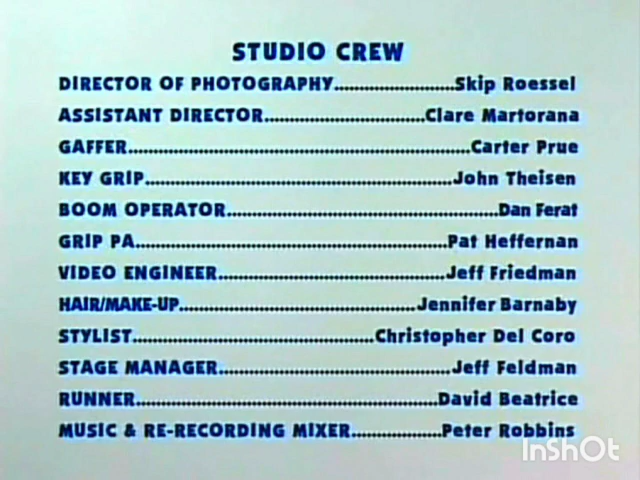 STUDIO CREW
DIRECTOR OF PHOTOGRAPHY........................Skip Roessel
ASSISTANT DIRECTOR................................Clare Martorana
GAFFER....................................................................Carter Prue
KEY GRIP.............................................................John Theisen
BOOM OPERATOR......................................................Dan Ferat
GRIP PA..............................................................Pat Heffernan
VIDEO ENGINEER.............................................Jeff Friedman
HAIR/MAKE-UP...............................................Jennifer Barnaby
STYLIST................................................Christopher Del Coro
STAGE MANAGER..............................................Jeff Feldman
RUNNER............................................................David Beatrice
MUSIC & RE-RECORDING MIXER..................Peter Robbins
InShOt